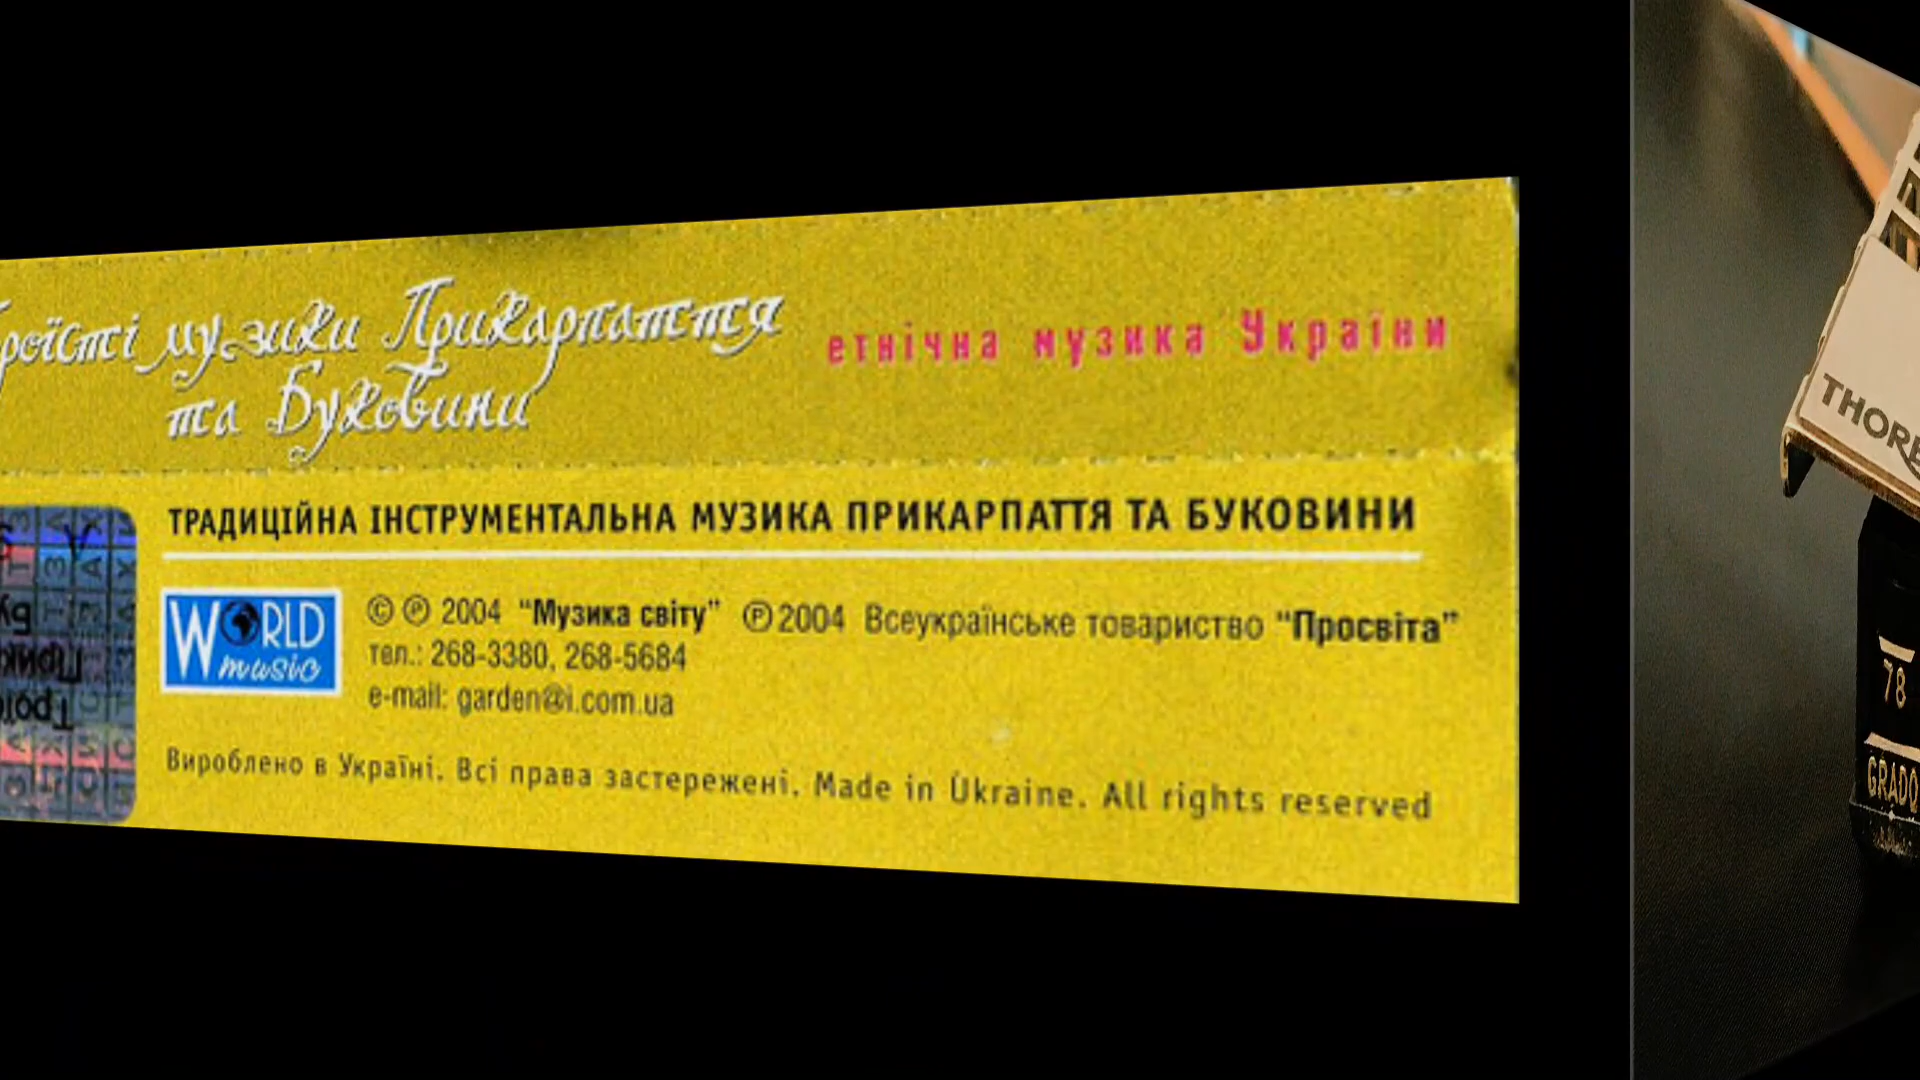 музики Прикарпаття
та Буковини
етнічна музика України
ТРАДИЦІЙНА ІНСТРУМЕНТАЛЬНА МУЗИКА ПРИКАРПАТТЯ ТА БУКОВИНИ
WORLD
music
© ℗ 2004 “Музика світу” ℗ 2004 Всеукраїнське товариство “Просвіта”
тел.: 268-3380, 268-5684
e-mail: garden@i.com.ua
Вироблено в Україні. Всі права застережені. Made in Ukraine. All rights reserved
78
GRADO